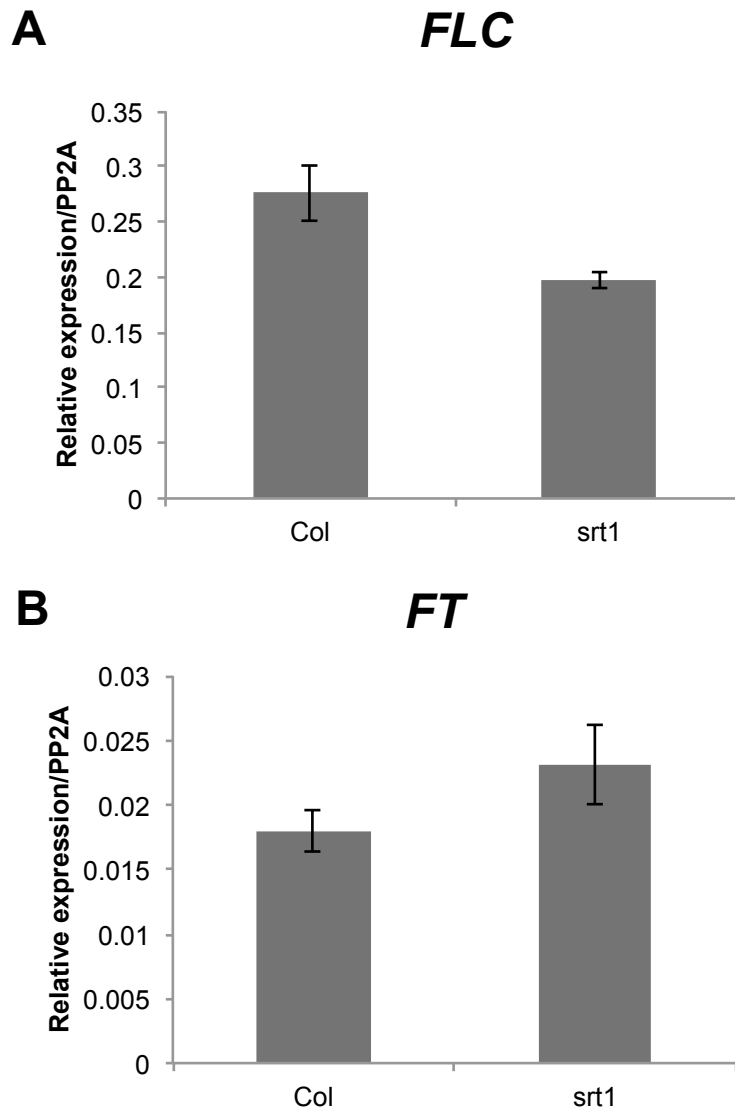 A
FLC
Relative expression/PP2A
0.35
0.3
0.25
0.2
0.15
0.1
0.05
0
Col srt1
B
FT
Relative expression/PP2A
0.03
0.025
0.02
0.015
0.01
0.005
0
Col srt1